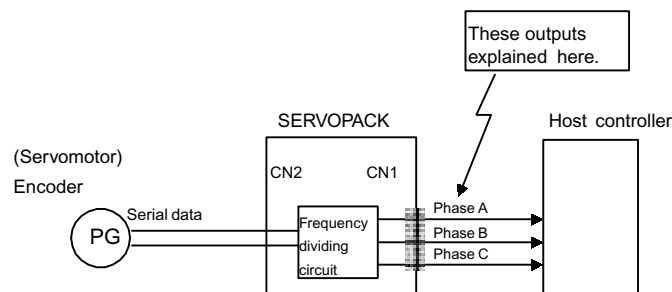 These outputs
explained here.
SERVOPACK
Host controller
(Servomotor)
Encoder
CN2
CN1
Serial data
PG
Frequency
dividing
circuit
Phase A
Phase B
Phase C